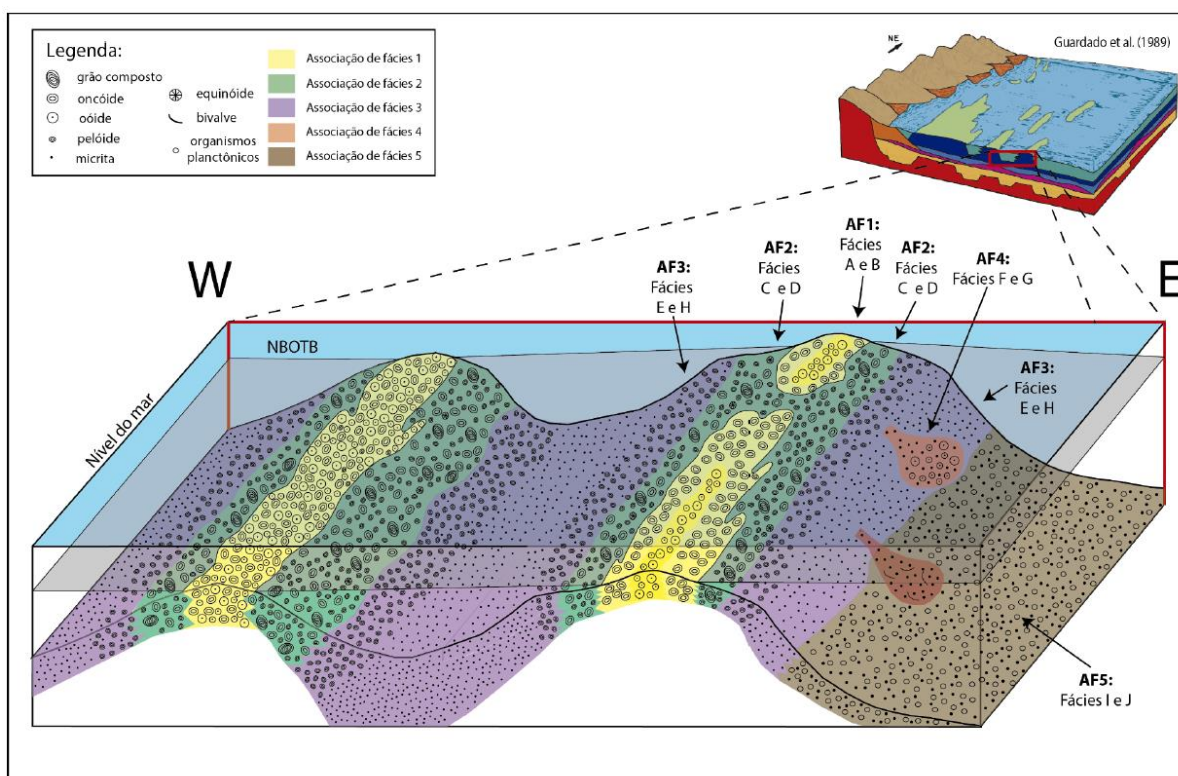 Legenda:
grão composto
oncóide
oóide
pelóide
micrita
equinóide
bivalve
organismos
planctônicos
Associação de fácies 1
Associação de fácies 2
Associação de fácies 3
Associação de fácies 4
Associação de fácies 5
NE
Guardado et al. (1989)
W
E
AF3:
Fácies
E e H
AF2:
Fácies
C e D
AF1:
Fácies
A e B
AF2:
Fácies
C e D
AF4:
Fácies F e G
NBOTB
Nível do mar
AF3:
Fácies
E e H
AF5:
Fácies I e J